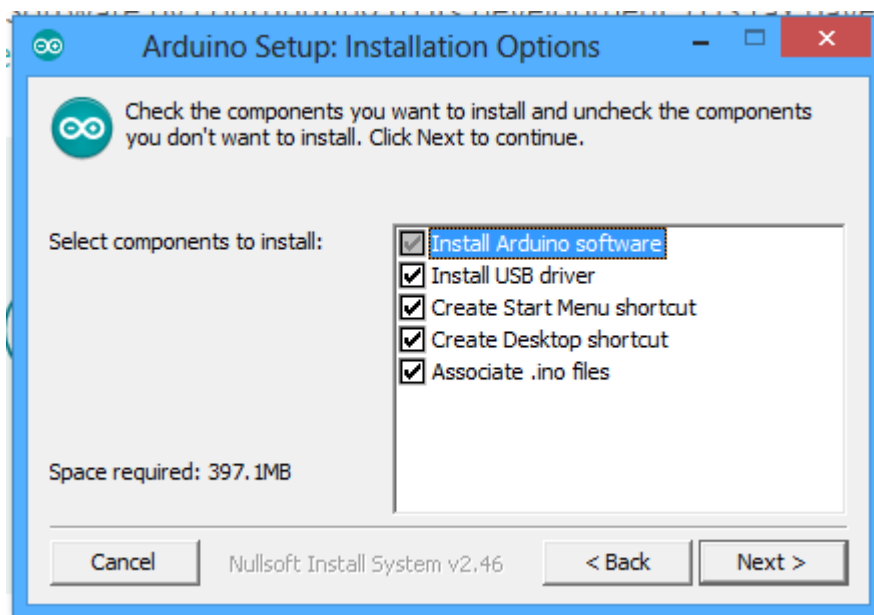 Arduino Setup: Installation Options
Check the components you want to install and uncheck the components
you don't want to install. Click Next to continue.
Select components to install:
Install Arduino software
Install USB driver
Create Start Menu shortcut
Create Desktop shortcut
Associate .ino files
Space required: 397.1MB
Cancel
Nullsoft Install System v2.46
< Back
Next >